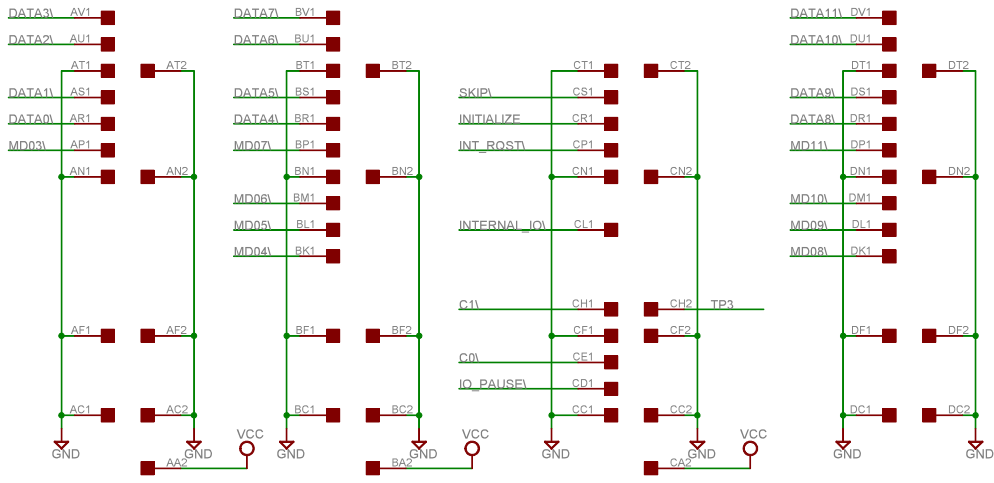 DATA3\ AV1 DATA7\ BV1 DATA11\ DV1
DATA2\ AU1 DATA6\ BU1 DATA10\ DU1
AT1 AT2 BT1 BT2 CT1 CT2 DT1 DT2
DATA1\ AS1 DATA5\ BS1 SKIP\ CS1 DATA9\ DS1
DATA0\ AR1 DATA4\ BR1 INITIALIZE CR1 DATA8\ DR1
MD03\ AP1 MD07\ BP1 INT_RQST\ CP1 MD11\ DP1
AN1 AN2 BN1 BN2 CN1 CN2 DN1 DN2
MD06\ BM1 MD10\ DM1
MD05\ BL1 INTERNAL_IO\ CL1 MD09\ DL1
MD04\ BK1 MD08\ DK1
C1\ CH1 CH2 TP3
AF1 AF2 BF1 BF2 CF1 CF2 DF1 DF2
C0\ CE1
IO_PAUSE\ CD1
AC1 AC2 BC1 BC2 CC1 CC2 DC1 DC2
VCC VCC VCC
GND GND GND GND GND GND GND GND
AA2 BA2 CA2